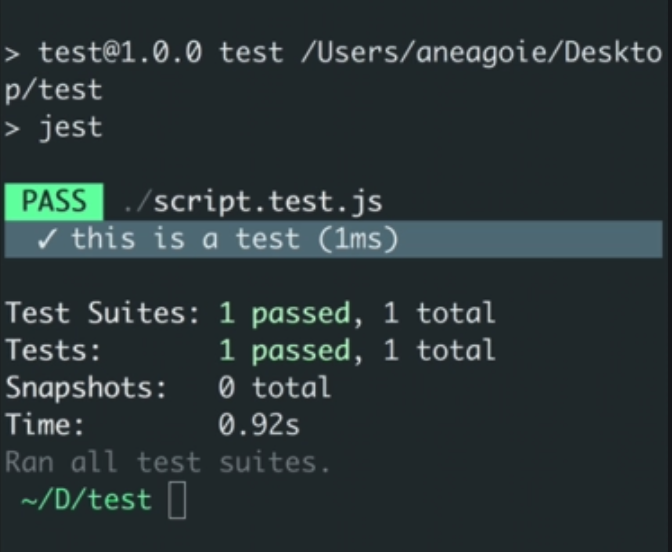 > test@1.0.0 test /Users/aneagoie/Deskto
p/test
> jest
PASS ./script.test.js
✓ this is a test (1ms)
Test Suites: 1 passed, 1 total
Tests: 1 passed, 1 total
Snapshots: 0 total
Time: 0.92s
Ran all test suites.
~/D/test